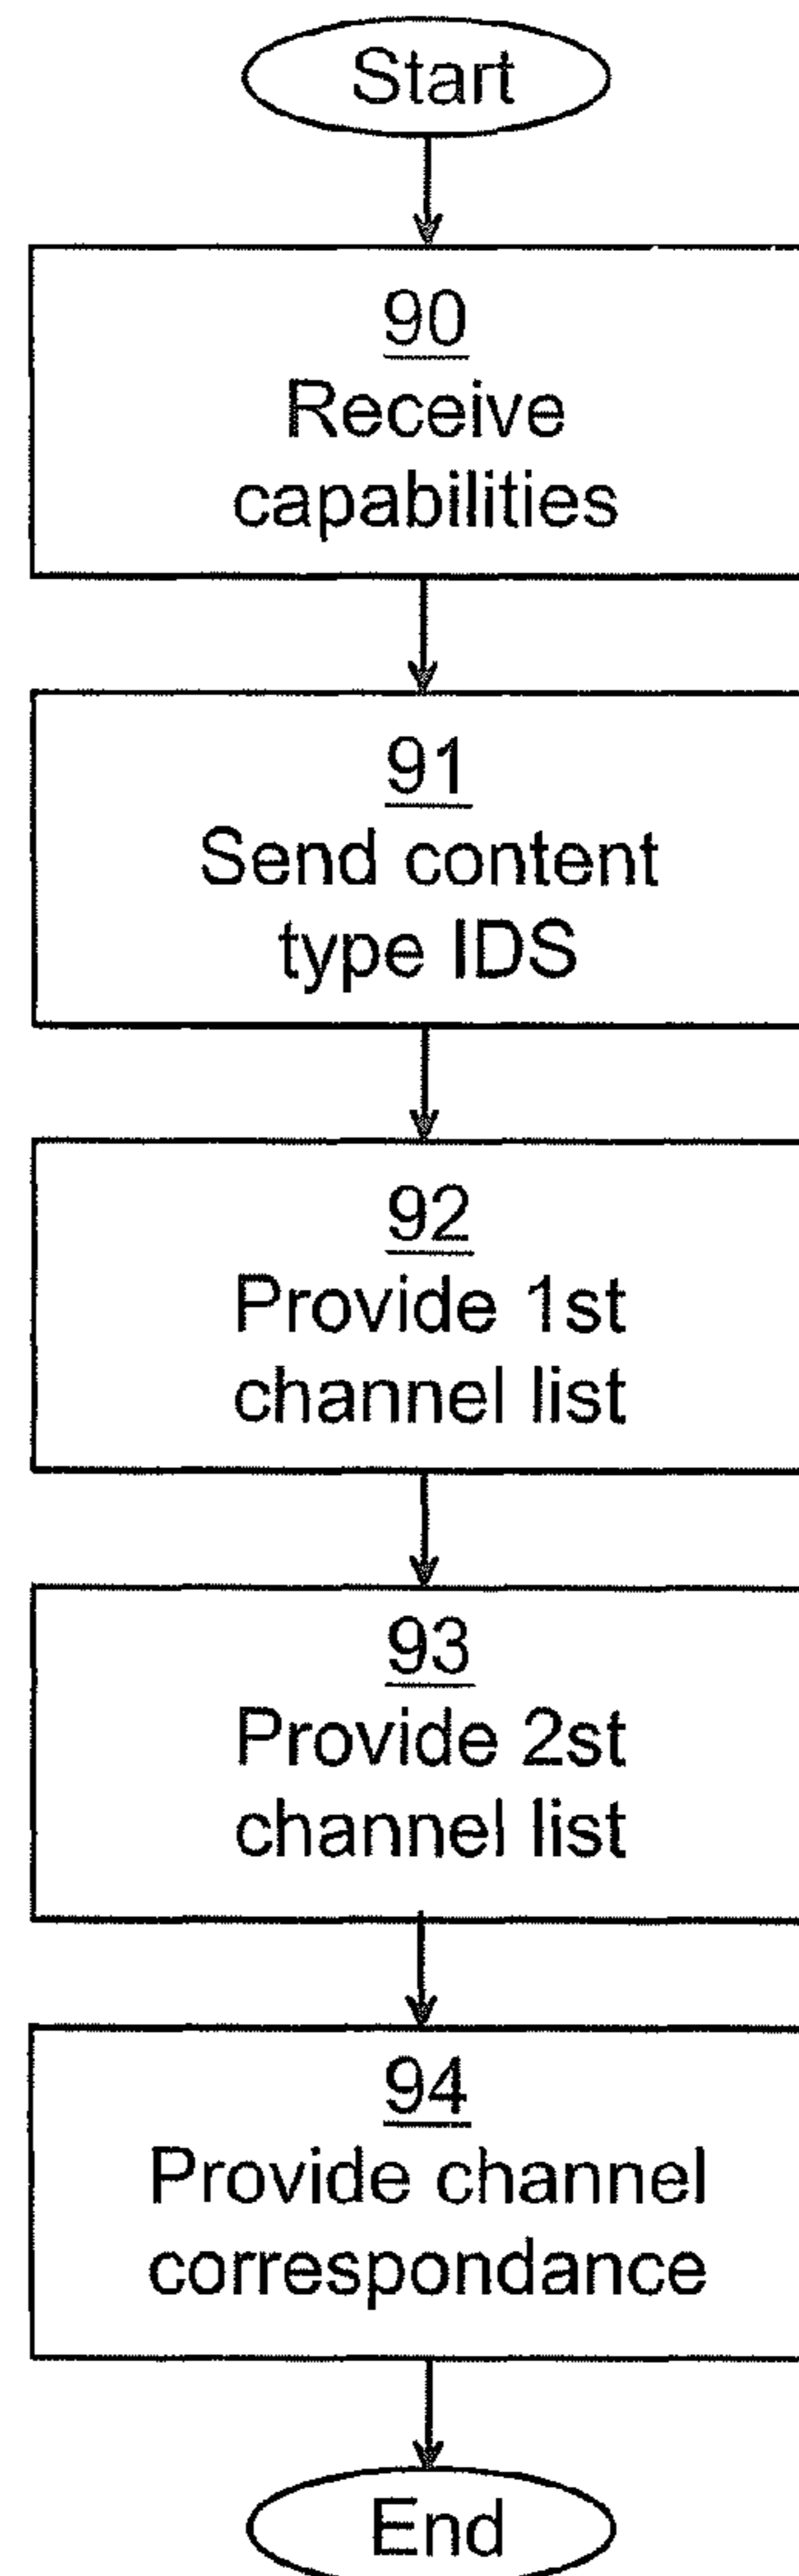 Start
90
Receive
capabilities
91
Send content
type IDS
92
Provide 1st
channel list
93
Provide 2st
channel list
94
Provide channel
correspondance
End